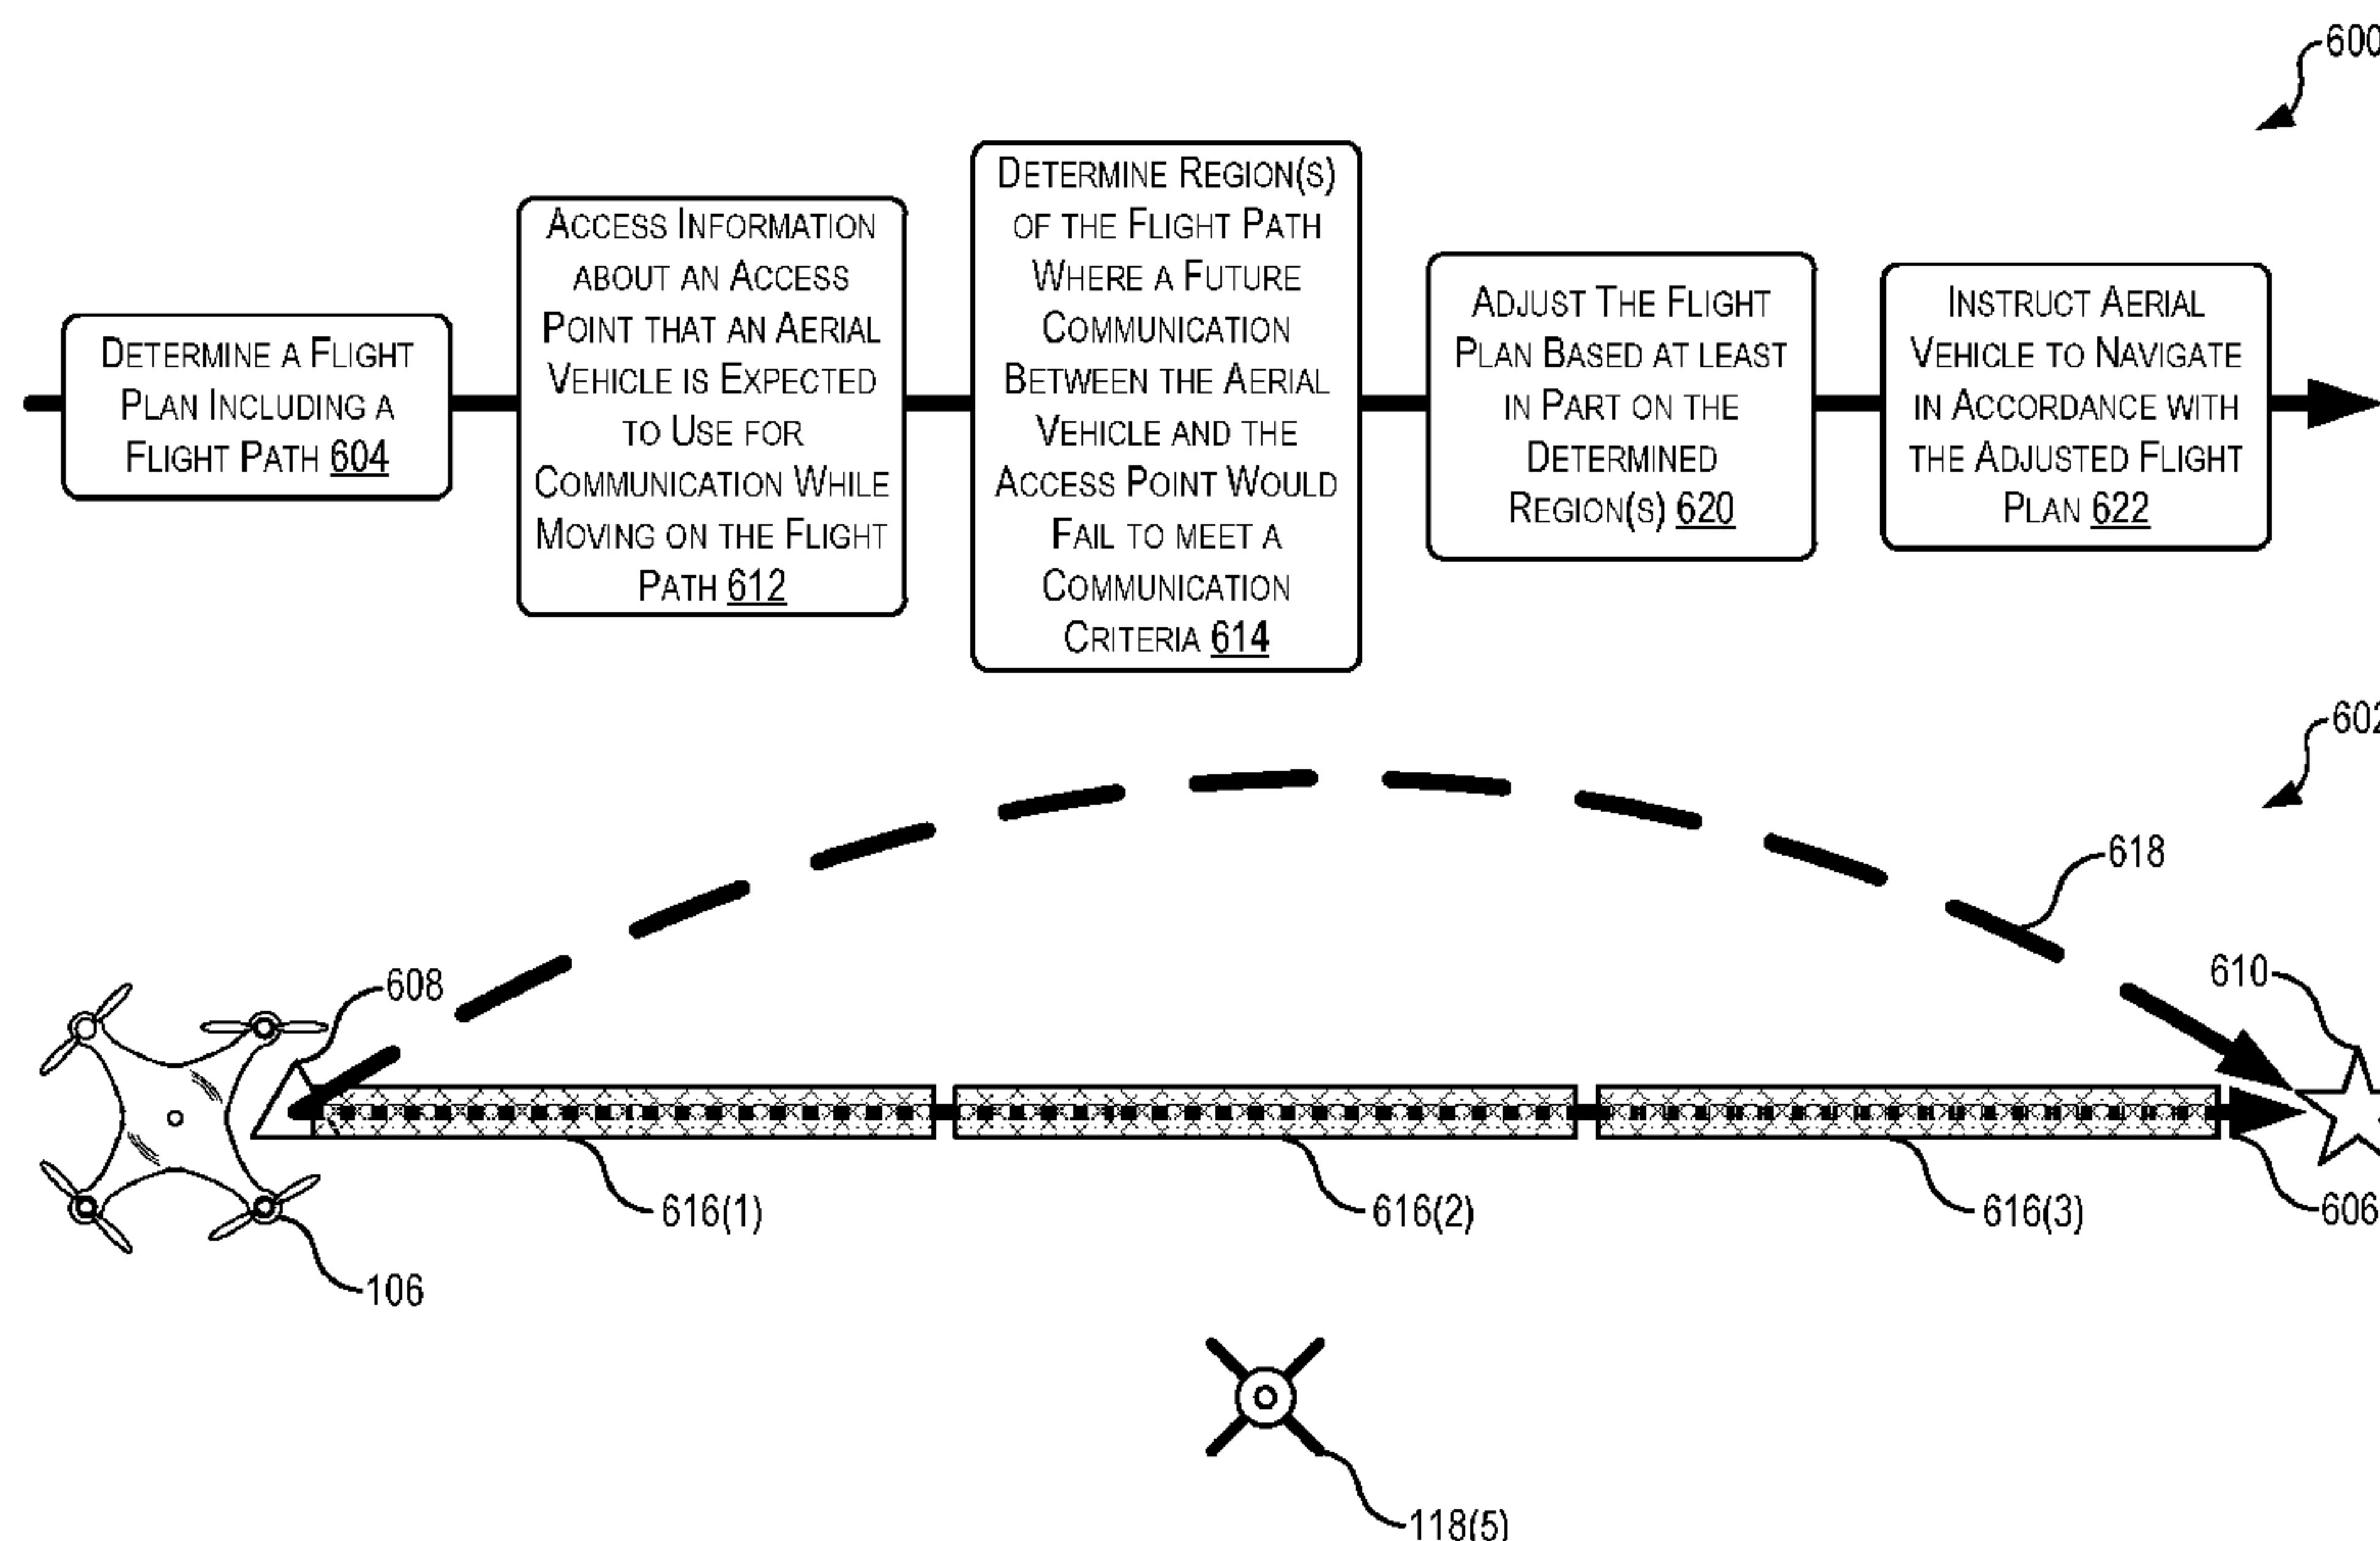 600
DETERMINE A FLIGHT
PLAN INCLUDING A
FLIGHT PATH 604
ACCESS INFORMATION
ABOUT AN ACCESS
POINT THAT AN AERIAL
VEHICLE IS EXPECTED
TO USE FOR
COMMUNICATION WHILE
MOVING ON THE FLIGHT
PATH 612
DETERMINE REGION(S)
OF THE FLIGHT PATH
WHERE A FUTURE
COMMUNICATION
BETWEEN THE AERIAL
VEHICLE AND THE
ACCESS POINT WOULD
FAIL TO MEET A
COMMUNICATION
CRITERIA 614
ADJUST THE FLIGHT
PLAN BASED AT LEAST
IN PART ON THE
DETERMINED
REGION(S) 620
INSTRUCT AERIAL
VEHICLE TO NAVIGATE
IN ACCORDANCE WITH
THE ADJUSTED FLIGHT
PLAN 622
602
618
610
608
616(1)
616(2)
616(3)
606
106
118(5)